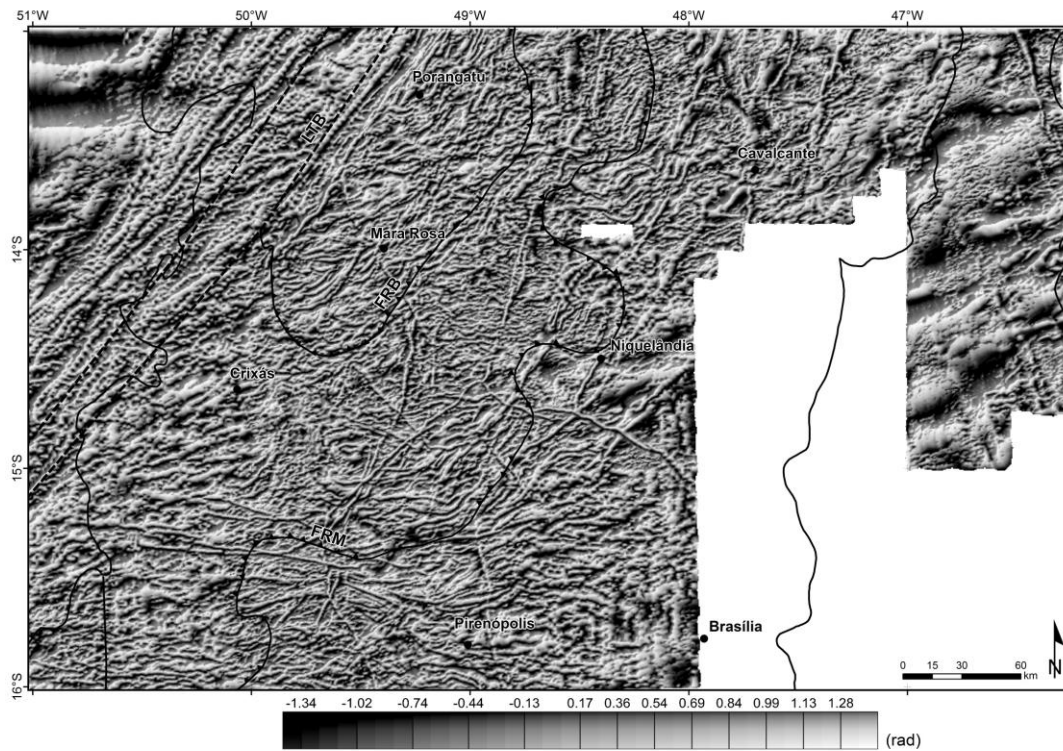 51°W 50°W 49°W 48°W 47°W
Porangatu
LTB
Cavalcante
14°S
Mara Rosa
FRB
Niquelândia
Crixás
15°S
FRM
Pirenópolis
Brasília
N
0 15 30 60
km
16°S
-1.34 -1.02 -0.74 -0.44 -0.13 0.17 0.36 0.54 0.69 0.84 0.99 1.13 1.28
(rad)